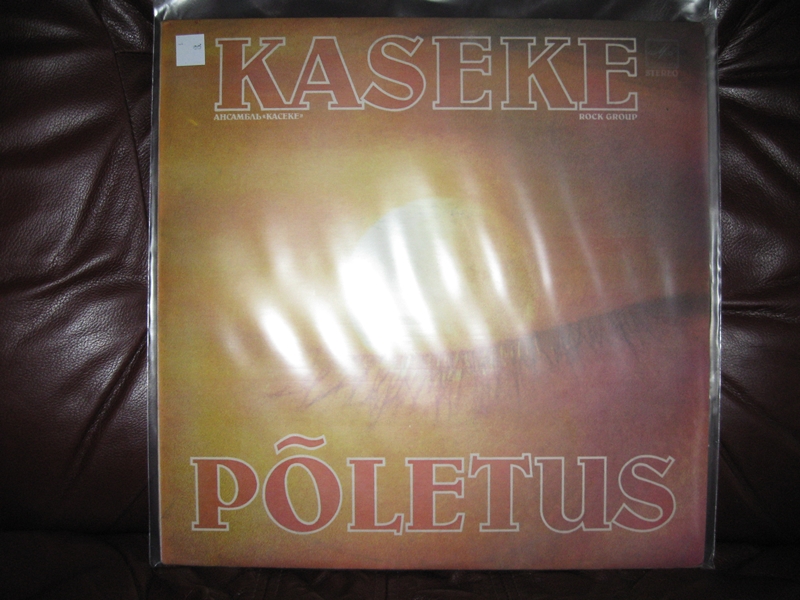 KASEKE
АНСАМБЛЬ «КАСЕКЕ»
ROCK GROUP
STEREO
PÕLETUS